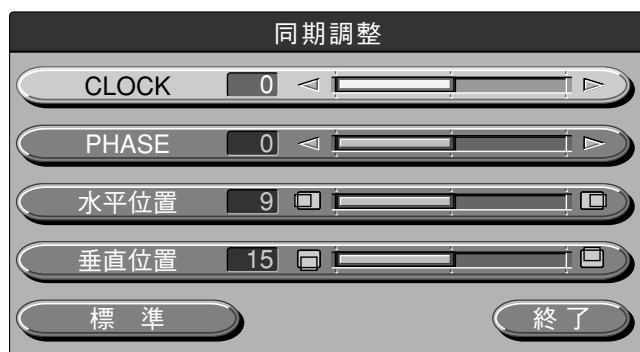 同期調整
CLOCK 0
PHASE 0
水平位置 9
垂直位置 15
標準 終了